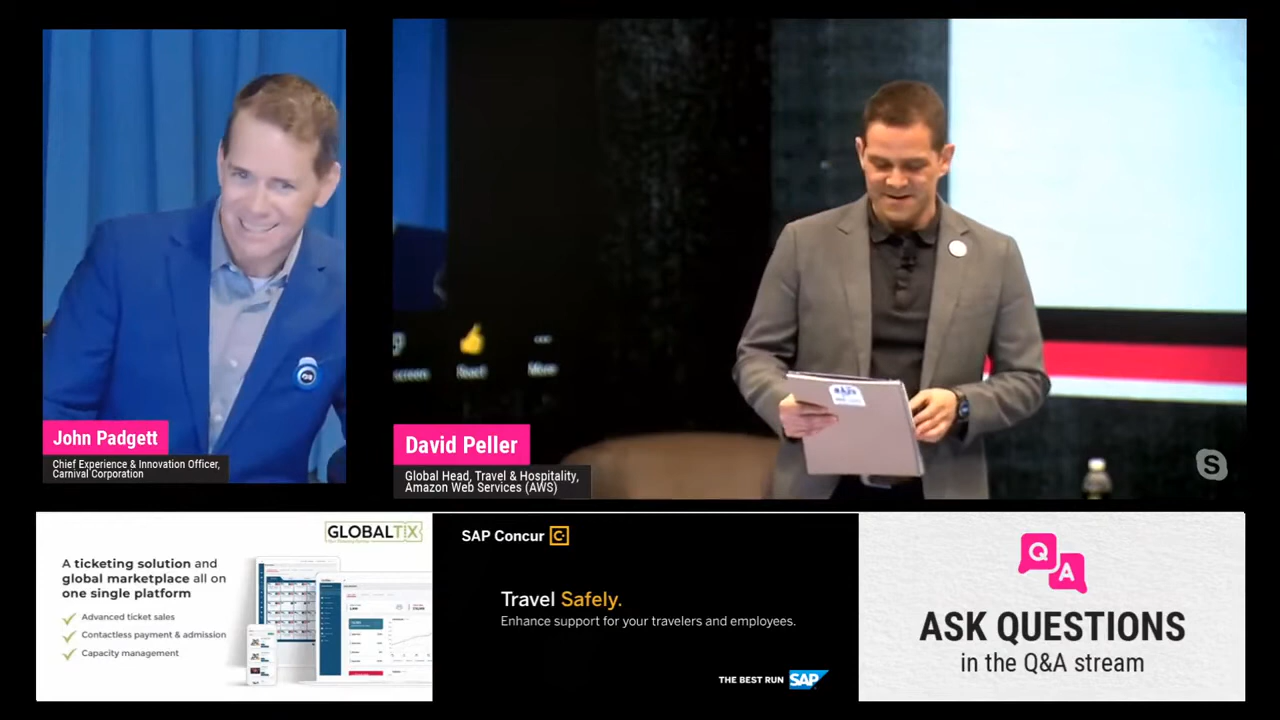 John Padgett
Chief Experience & Innovation Officer,
Carnival Corporation
screen
React
More
David Peller
Global Head, Travel & Hospitality,
Amazon Web Services (AWS)
S
GLOBALTIX
A ticketing solution and
global marketplace all on
one single platform
Advanced ticket sales
Contactless payment & admission
Capacity management
SAP Concur C
Travel Safely.
Enhance support for your travelers and employees.
THE BEST RUN SAP
Q
A
ASK QUESTIONS
in the Q&A stream